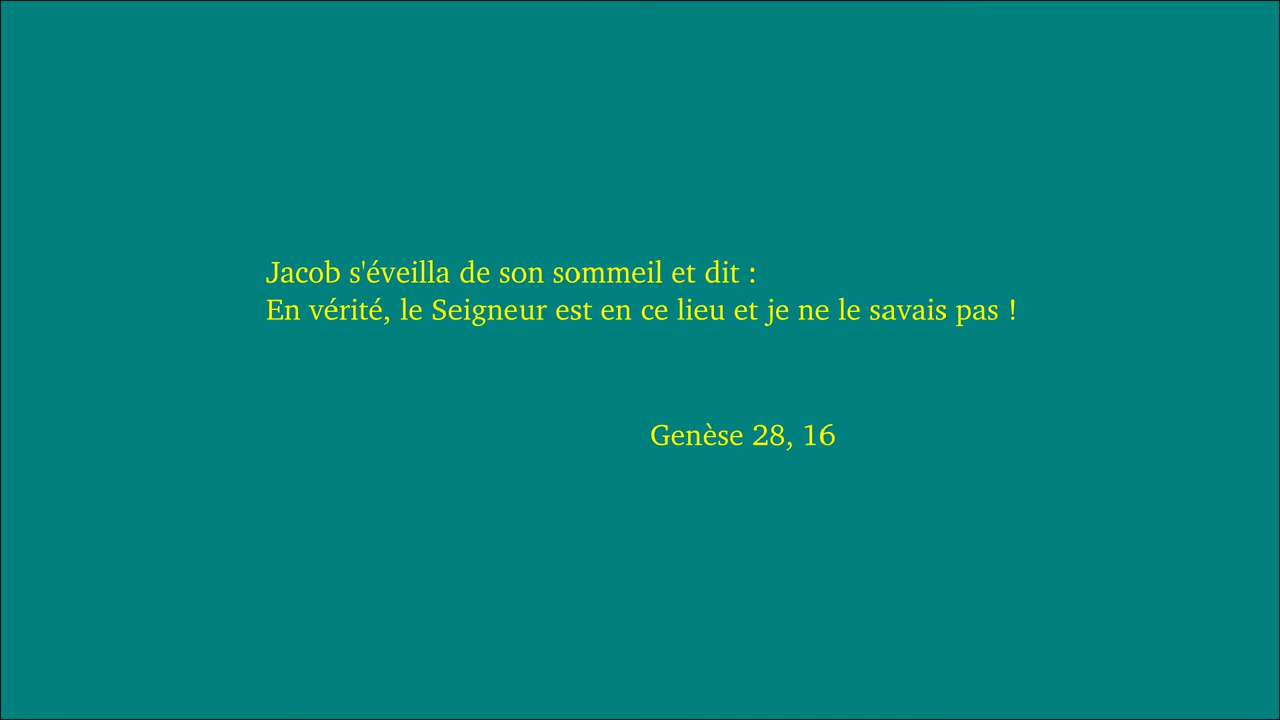 Jacob s'éveilla de son sommeil et dit :
En vérité, le Seigneur est en ce lieu et je ne le savais pas !
Genèse 28, 16